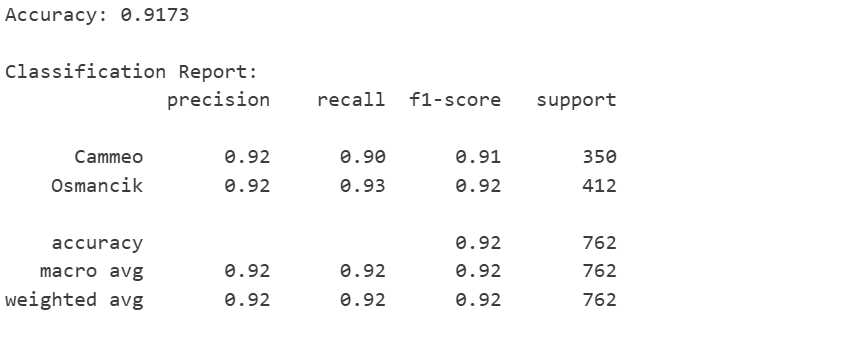 Accuracy: 0.9173
Classification Report:
precision recall f1-score support
Cammeo 0.92 0.90 0.91 350
Osmancik 0.92 0.93 0.92 412
accuracy 0.92 762
macro avg 0.92 0.92 0.92 762
weighted avg 0.92 0.92 0.92 762